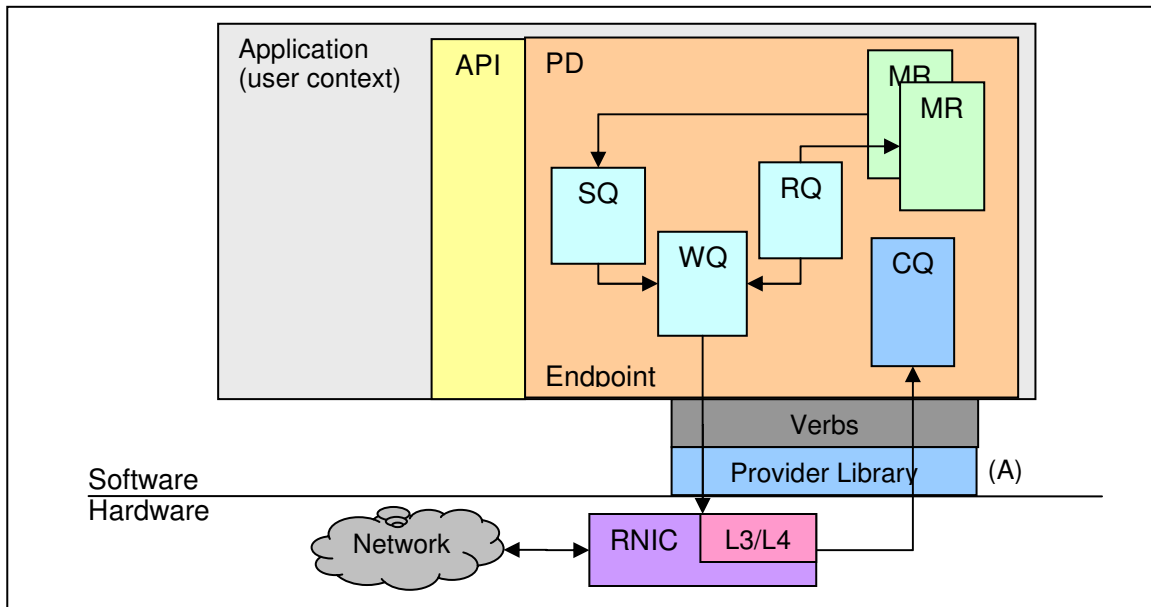 Application
(user context)
API
PD
MR
MR
SQ
RQ
WQ
CQ
Endpoint
Verbs
Provider Library
(A)
Software
Hardware
Network
RNIC
L3/L4